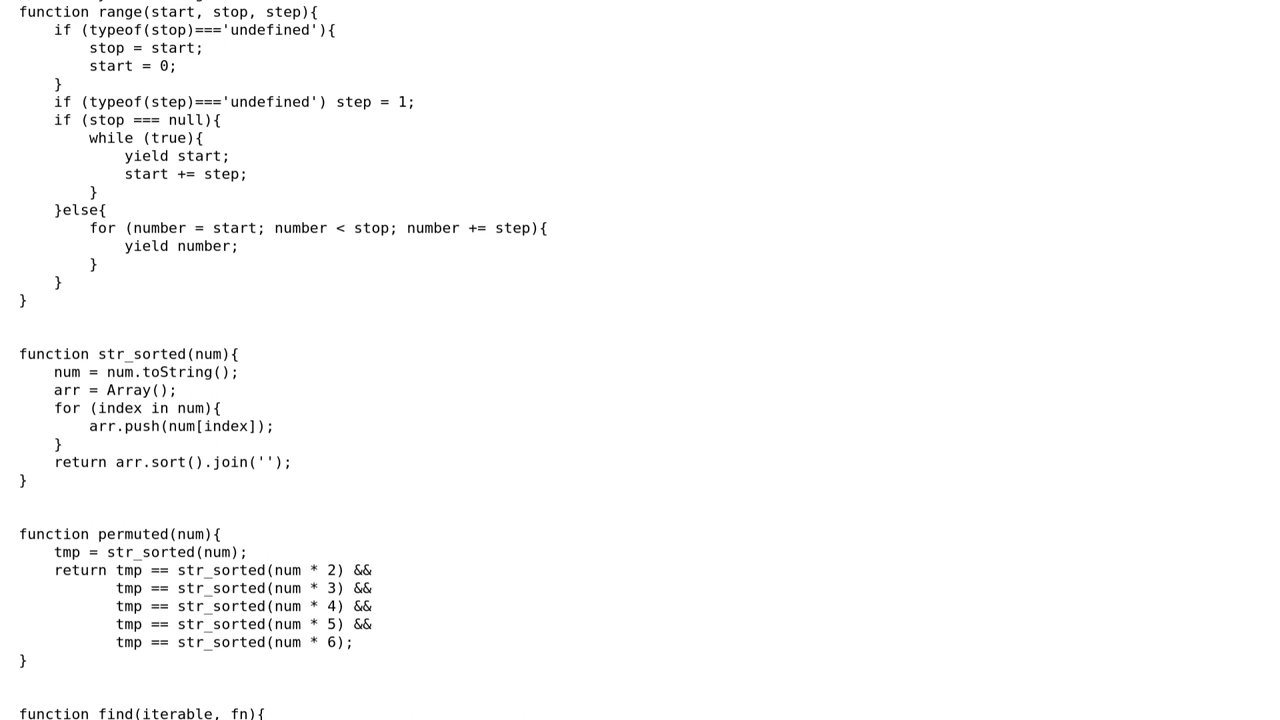 function range(start, stop, step){
    if (typeof(stop)==='undefined'){
        stop = start;
        start = 0;
    }
    if (typeof(step)==='undefined') step = 1;
    if (stop === null){
        while (true){
            yield start;
            start += step;
        }
    }else{
        for (number = start; number < stop; number += step){
            yield number;
        }
    }
}
function str_sorted(num){
    num = num.toString();
    arr = Array();
    for (index in num){
        arr.push(num[index]);
    }
    return arr.sort().join('');
}
function permuted(num){
    tmp = str_sorted(num);
    return tmp == str_sorted(num * 2) &&
           tmp == str_sorted(num * 3) &&
           tmp == str_sorted(num * 4) &&
           tmp == str_sorted(num * 5) &&
           tmp == str_sorted(num * 6);
}
function find(iterable, fn){